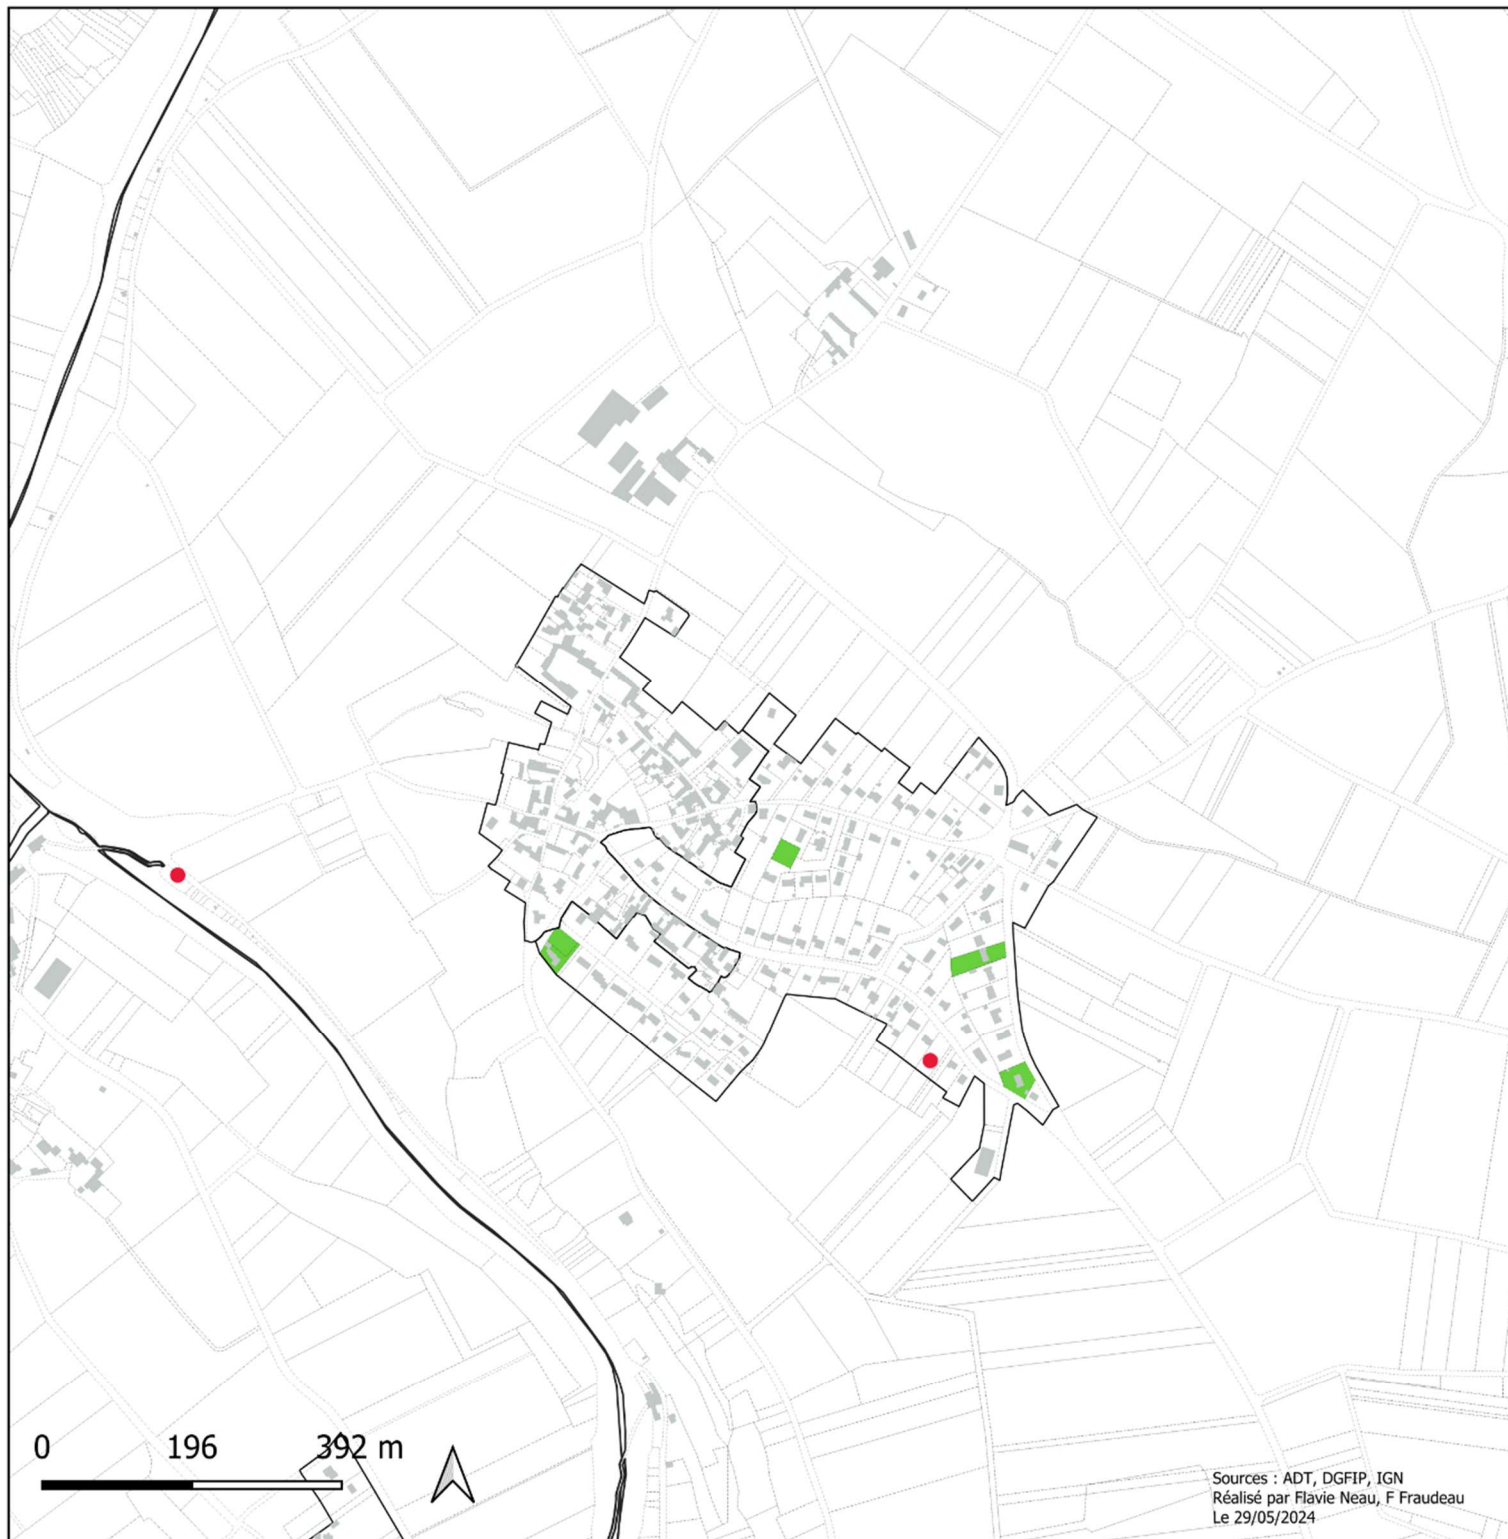 0 196 392 m
Sources : ADT, DGFIP, IGN
Réalisé par Flavie Neau, F Fraudeau
Le 29/05/2024